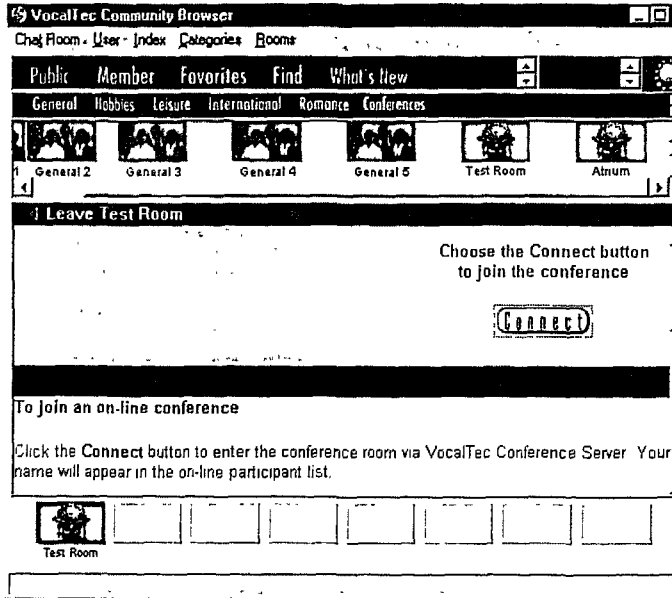 VocalTec Community Browser
Chat Room - User - Index Categories Rooms
Public Member Favorites Find What's New
General Hobbies Leisure International Romance Conferences
1 General 2 General 3 General 4 General 5 Test Room Atrium
Leave Test Room
Choose the Connect button
to join the conference
Connect
To join an on-line conference
Click the Connect button to enter the conference room via VocalTec Conference Server Your
name will appear in the on-line participant list.
Test Room